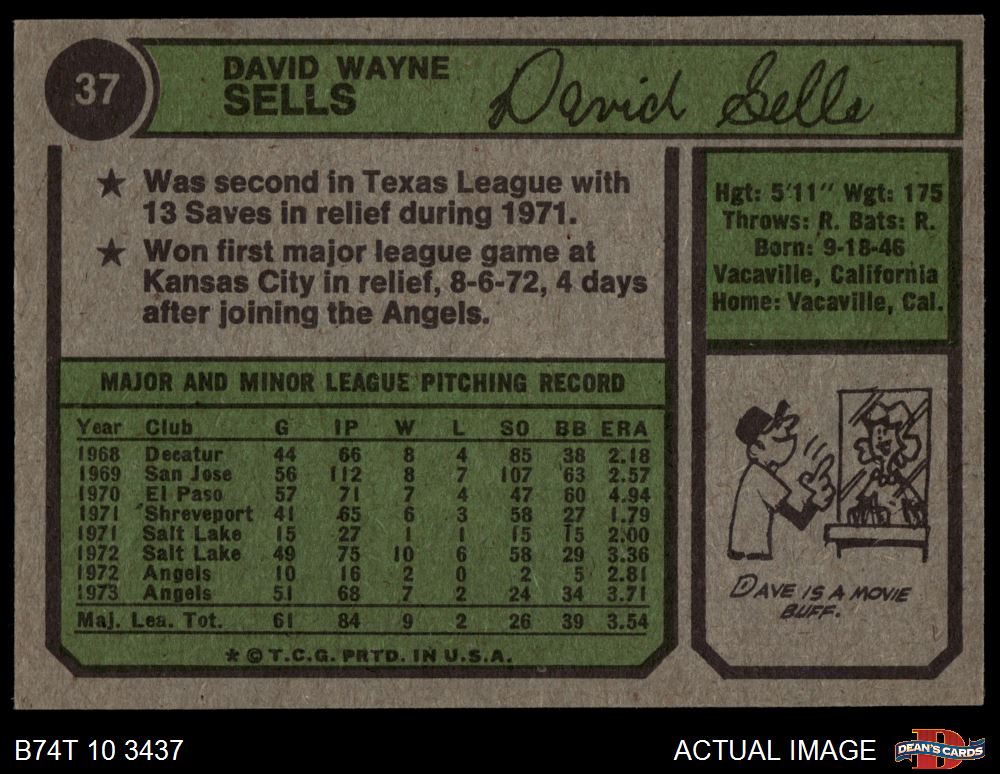 37
DAVID WAYNE
SELLS
David Sells
★ Was second in Texas League with
13 Saves in relief during 1971.
★ Won first major league game at
Kansas City in relief, 8-6-72, 4 days
after joining the Angels.
Hgt: 5'11" Wgt: 175
Throws: R. Bats: R.
Born: 9-18-46
Vacaville, California
Home: Vacaville, Cal.
MAJOR AND MINOR LEAGUE PITCHING RECORD
Year Club G IP W L SO BB ERA
1968 Decatur 44 66 8 4 85 38 2.18
1969 San Jose 56 112 8 7 107 63 2.57
1970 El Paso 57 71 7 4 47 60 4.94
1971 Shreveport 41 65 6 3 58 27 1.79
1971 Salt Lake 15 27 1 1 15 15 2.00
1972 Salt Lake 49 75 10 6 58 29 3.36
1972 Angels 10 16 2 0 2 5 2.81
1973 Angels 51 68 7 2 24 34 3.71
Maj. Lea. Tot. 61 84 9 2 26 39 3.54
* © T.C.G. PRTD. IN U.S.A.
DAVE IS A MOVIE
BUFF.
B74T 10 3437
ACTUAL IMAGE
D
DEAN'S CARDS